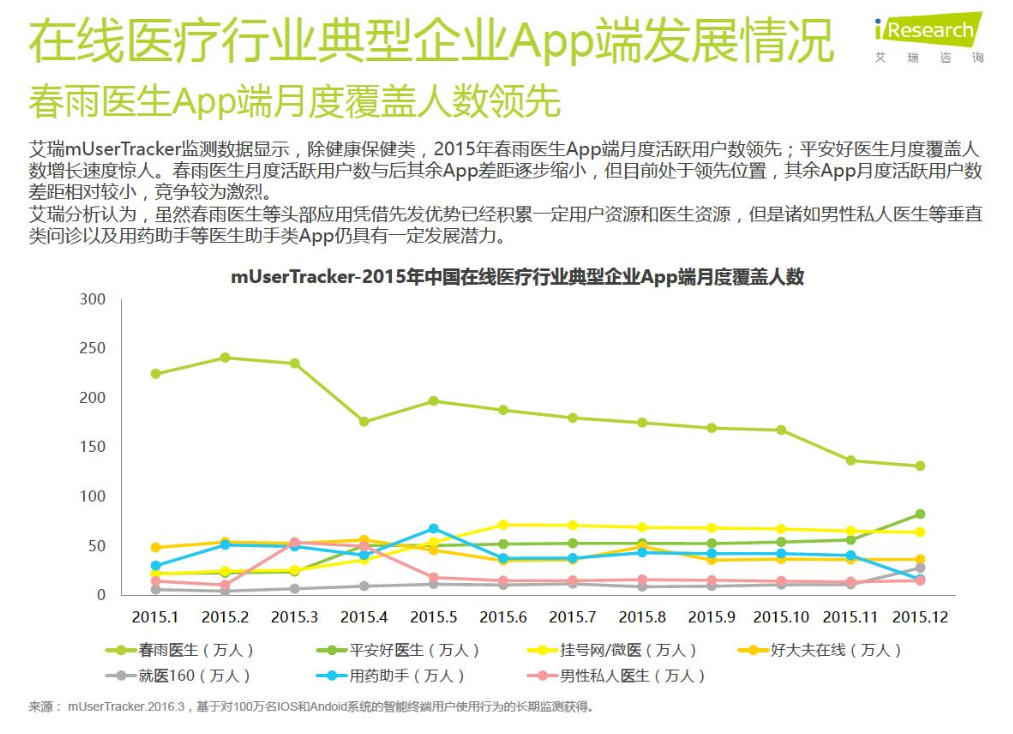 在线医疗行业典型企业App端发展情况
iResearch
艾 瑞 咨 询
春雨医生App端月度覆盖人数领先
艾瑞mUserTracker监测数据显示，除健康保健类，2015年春雨医生App端月度活跃用户数领先；平安好医生月度覆盖人
数增长速度惊人。春雨医生月度活跃用户数与后其余App差距逐步缩小，但目前处于领先位置，其余App月度活跃用户数
差距相对较小，竞争较为激烈。
艾瑞分析认为，虽然春雨医生等头部应用凭借先发优势已经积累一定用户资源和医生资源，但是诸如男性私人医生等垂直
类问诊以及用药助手等医生助手类App仍具有一定发展潜力。
mUserTracker-2015年中国在线医疗行业典型企业App端月度覆盖人数
300
250
200
150
100
50
0
2015.1 2015.2 2015.3 2015.4 2015.5 2015.6 2015.7 2015.8 2015.9 2015.10 2015.11 2015.12
春雨医生（万人） 平安好医生（万人） 挂号网/微医（万人） 好大夫在线（万人）
就医160（万人） 用药助手（万人） 男性私人医生（万人）
来源： mUserTracker.2016.3，基于对100万名IOS和Andoid系统的智能终端用户使用行为的长期监测获得。